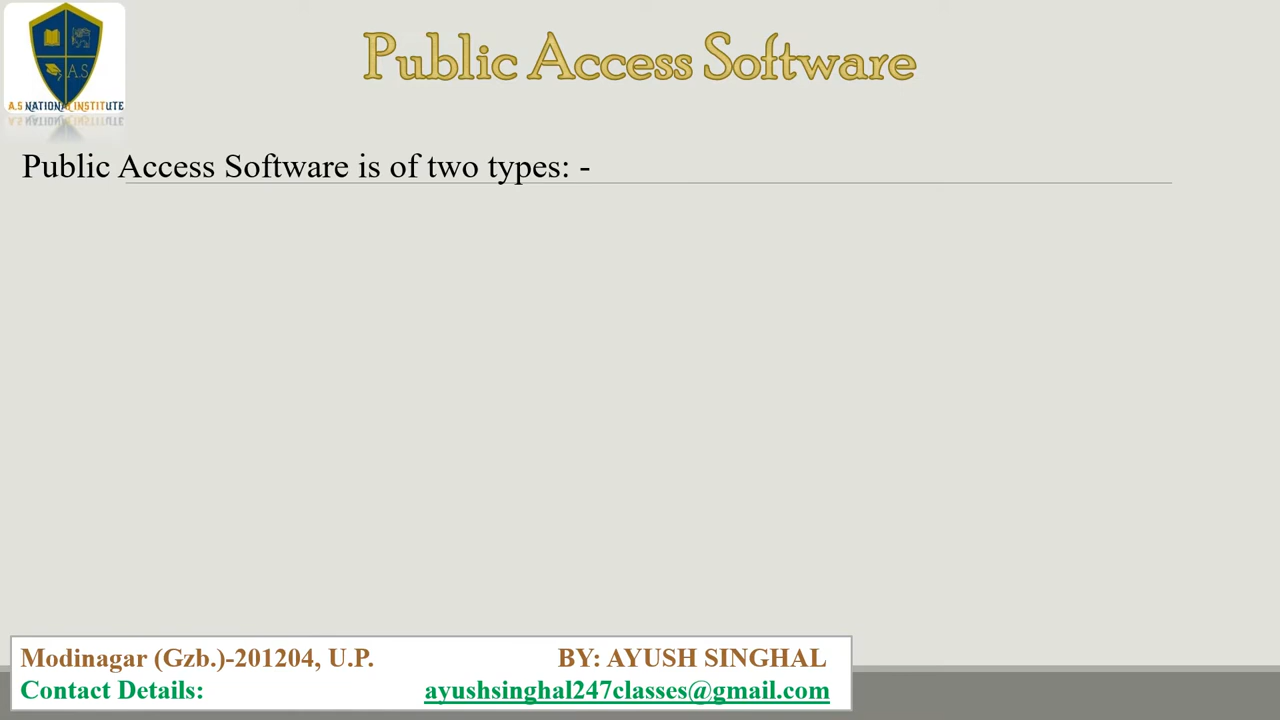 Public Access Software
A.S
A.S NATIONAL INSTITUTE
Public Access Software is of two types: -
Modinagar (Gzb.)-201204, U.P. BY: AYUSH SINGHAL
Contact Details: ayushsinghal247classes@gmail.com